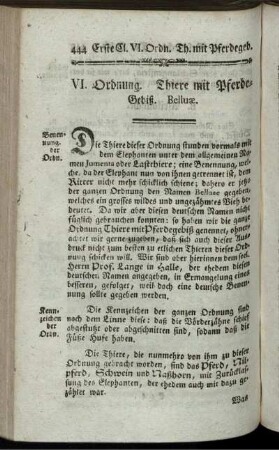 444 Erste Cl. VI. Ordn. Th. mit Pferdegeb.
VI. Ordnung. Thiere mit Pferde-
Gebiß. Belluæ.
Benen-
nung
der
Ordn.
Die Thiere dieser Ordnung stunden vormals mit
dem Elephanten unter dem allgemeinen Na-
men Jumenta oder Lastthiere; eine Benennung, wel-
che, da der Elephant nun von ihnen getrennet ist, dem
Ritter nicht mehr schicklich schiene; dahero er jetzo
der ganzen Ordnung den Namen Belluae gegeben,
welches ein grosses wildes und ungezähmtes Vieh be-
deutet. Da wir aber diesen deutschen Namen nicht
füglich gebrauchen konnten: so haben wir die ganze
Ordnung Thiere mit Pferdegebiß genennet, ohnera-
achtet wir gerne zugeben, daß sich auch dieser Aus-
druck nicht zum besten zu etlichen Thieren dieser Ord-
nung schicken will. Wir sind aber hierinnen dem seel.
Herrn Prof. Lange in Halle, der ehedem diesen
deutschen Namen angegeben, in Ermangelung eines
besseren, gefolget, weil doch eine deutsche Benen-
nung sollte gegeben werden.
Kenn-
zeichen
der
Ordn.
Die Kennzeichen der ganzen Ordnung sind
nach dem Linne diese: daß die Vörderzähne schief
abgestutzt oder abgeschnitten sind, sodann daß die
Füße Hufe haben.
Die Thiere, die nunmehro von ihm zu dieser
Ordnung gebracht worden, sind das Pferd, Nil-
pferd, Schwein und Naßhorn, mit Zurücklas-
sung des Elephanten, der ehedem auch mit dazu ge-
zählet war.
Was